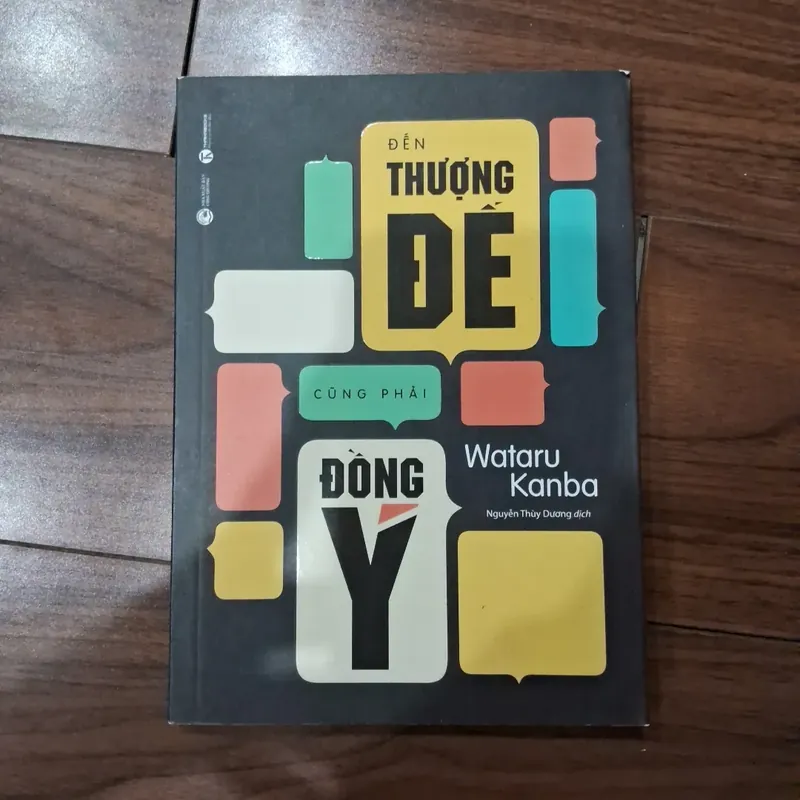 ĐẾN
THƯỢNG
ĐẾ
CŨNG PHẢI
ĐỒNG
Ý
Wataru
Kanba
Nguyễn Thùy Dương dịch